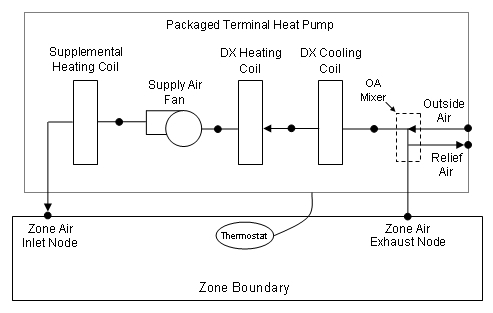 Packaged Terminal Heat Pump
Supplemental
Heating Coil
Supply Air
Fan
DX Heating
Coil
DX Cooling
Coil
OA
Mixer
Outside
Air
Relief
Air
Zone Air
Inlet Node
Thermostat
Zone Air
Exhaust Node
Zone Boundary